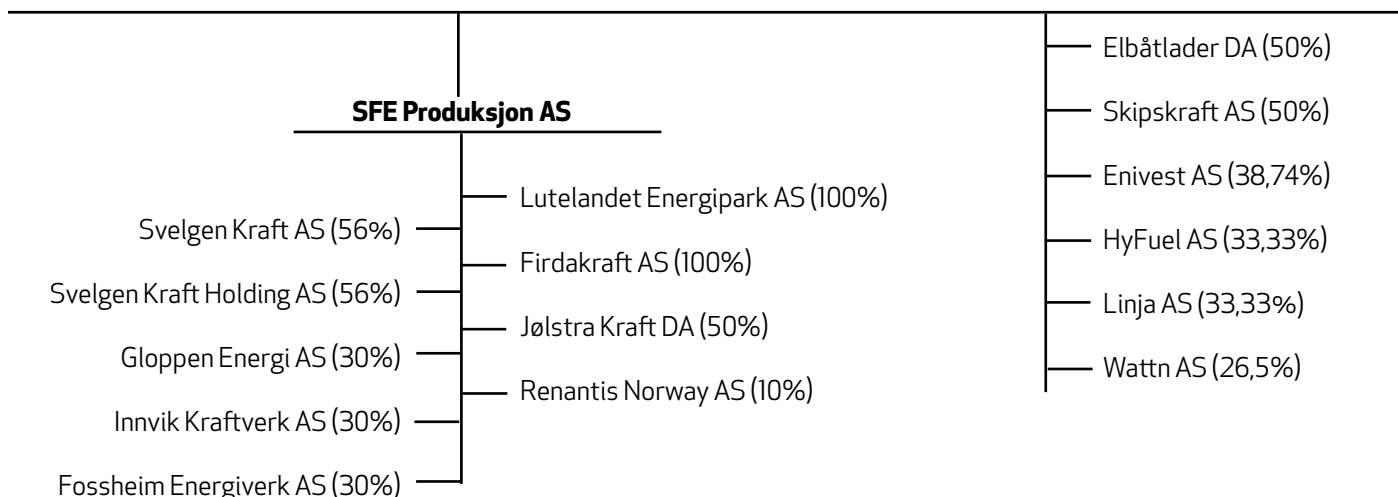 SFE Produksjon AS
Lutelandet Energipark AS (100%)
Svelgen Kraft AS (56%)
Firdakraft AS (100%)
Svelgen Kraft Holding AS (56%)
Jølstra Kraft DA (50%)
Gloppen Energi AS (30%)
Renantis Norway AS (10%)
Innvik Kraftverk AS (30%)
Fossheim Energiverk AS (30%)
Elbåtlader DA (50%)
Skipskraft AS (50%)
Enivest AS (38,74%)
HyFuel AS (33,33%)
Linja AS (33,33%)
Wattn AS (26,5%)